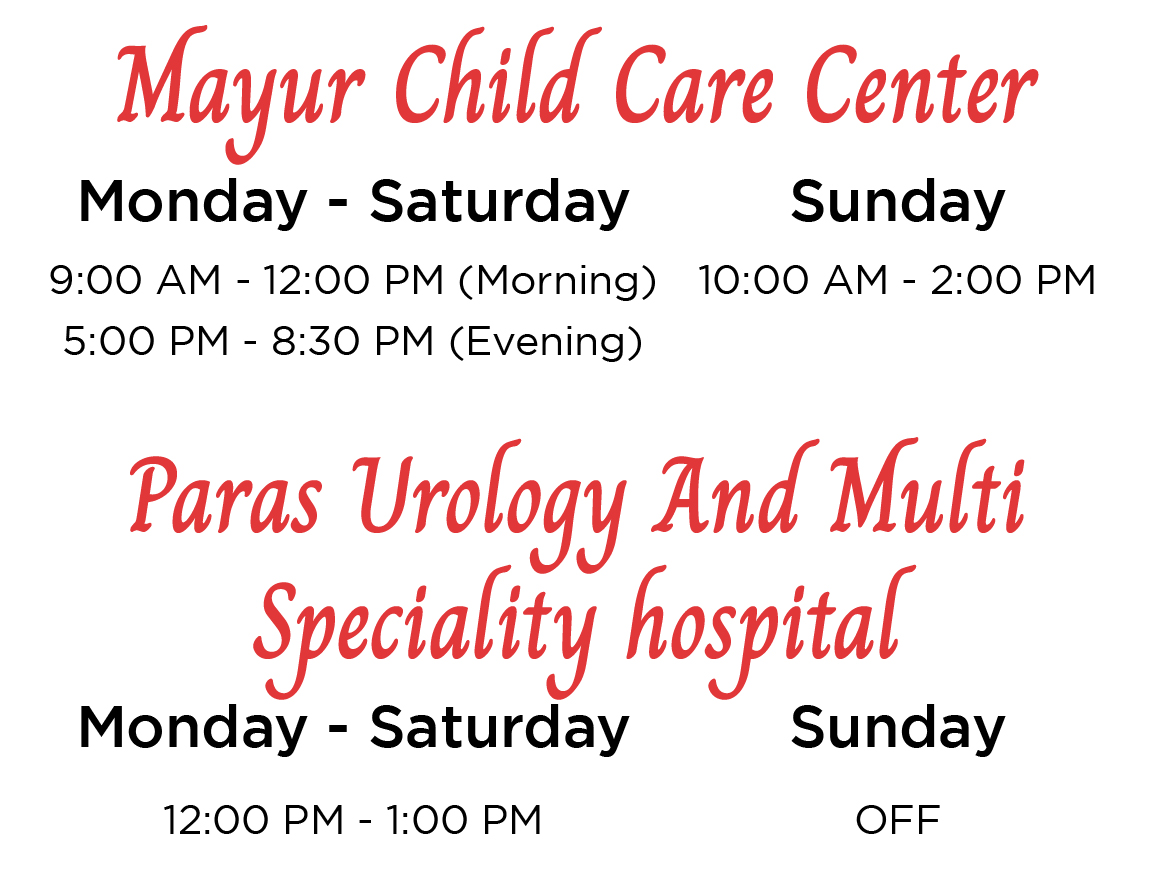 Mayur Child Care Center
Monday - Saturday Sunday
9:00 AM - 12:00 PM (Morning) 10:00 AM - 2:00 PM
5:00 PM - 8:30 PM (Evening)
Paras Urology And Multi
Speciality hospital
Monday - Saturday Sunday
12:00 PM - 1:00 PM OFF